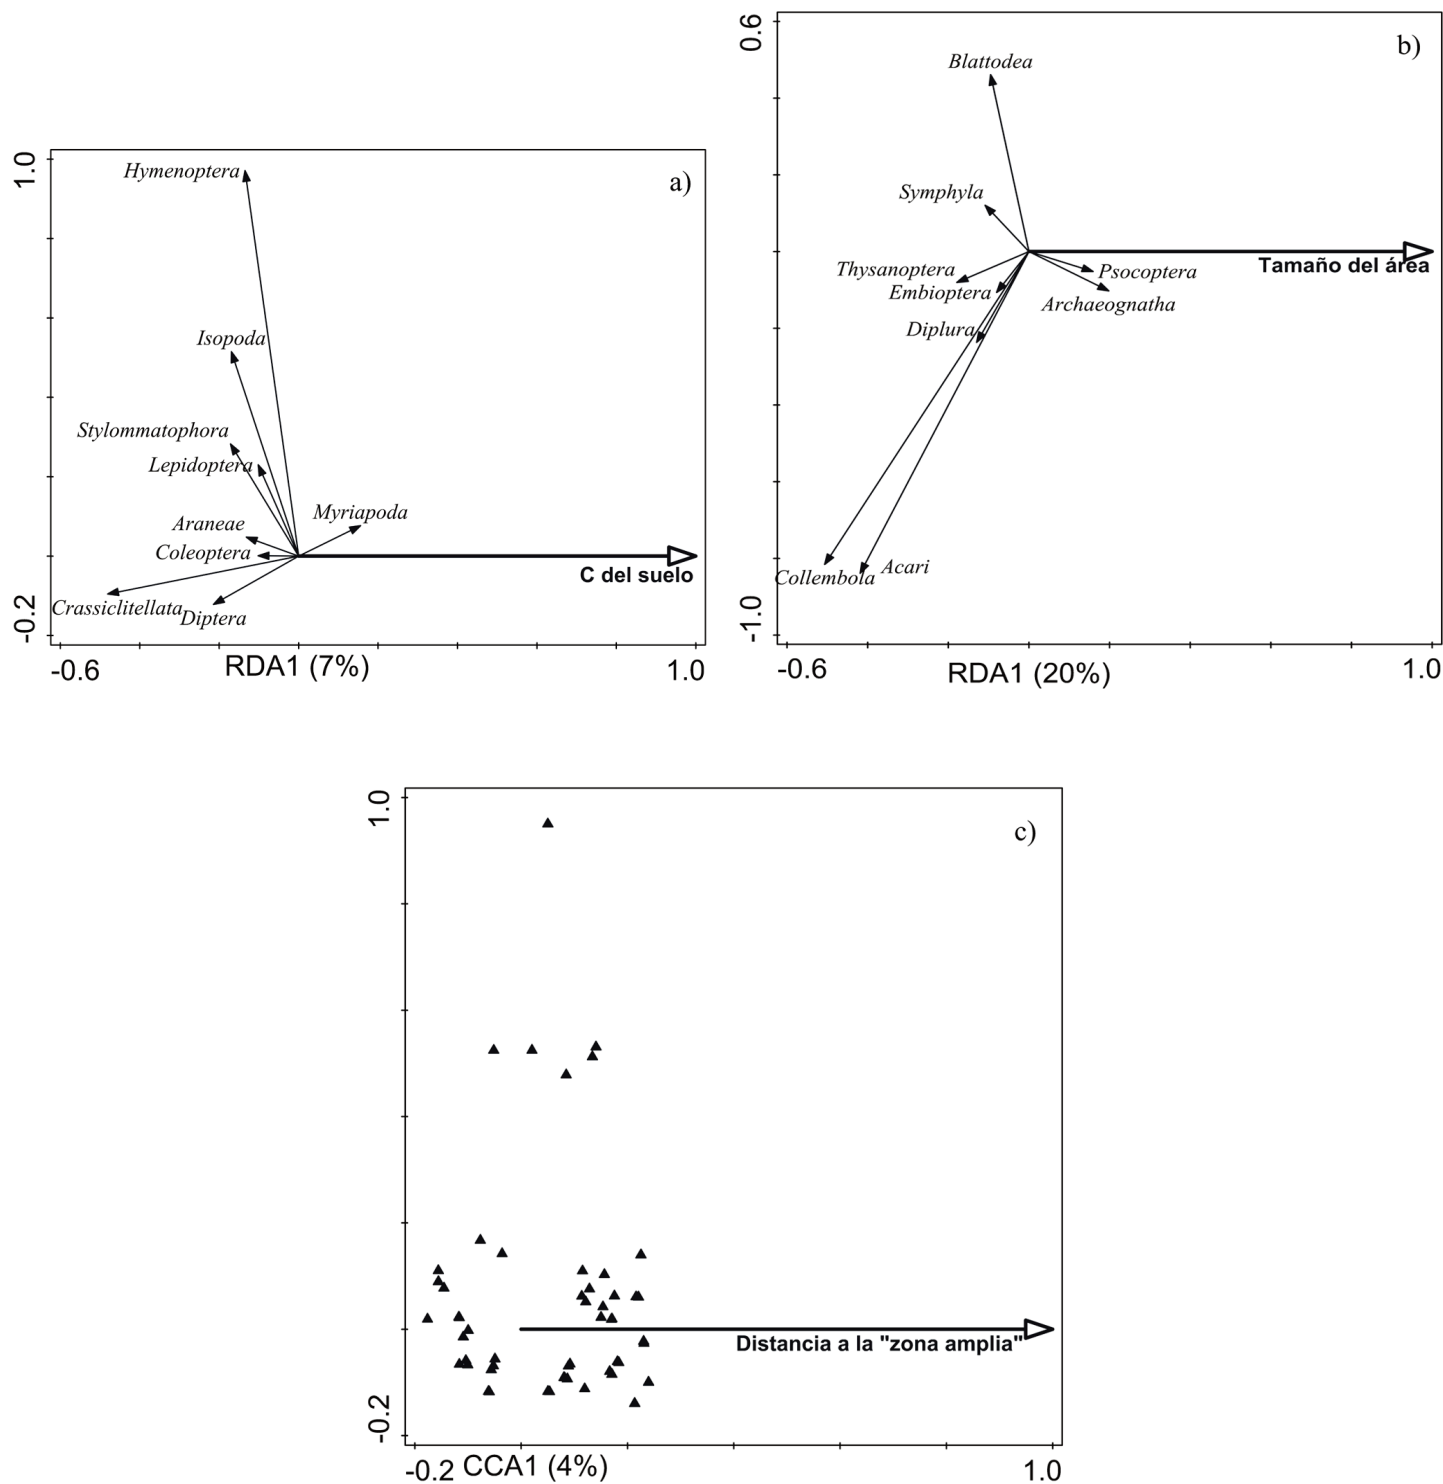 a)
1.0
Hymenoptera
Isopoda
Stylommatophora
Lepidoptera
Myriapoda
Araneae
Coleoptera
C del suelo
Crassiclitellata
Diptera
-0.2
-0.6
RDA1 (7%)
1.0
b)
0.6
Blattodea
Symphyla
Tamaño del área
Thysanoptera
Psocoptera
Embioptera
Archaeognatha
Diplura
Collembola
Acari
-1.0
-0.6
RDA1 (20%)
1.0
c)
1.0
Distancia a la "zona amplia"
-0.2
-0.2
CCA1 (4%)
1.0